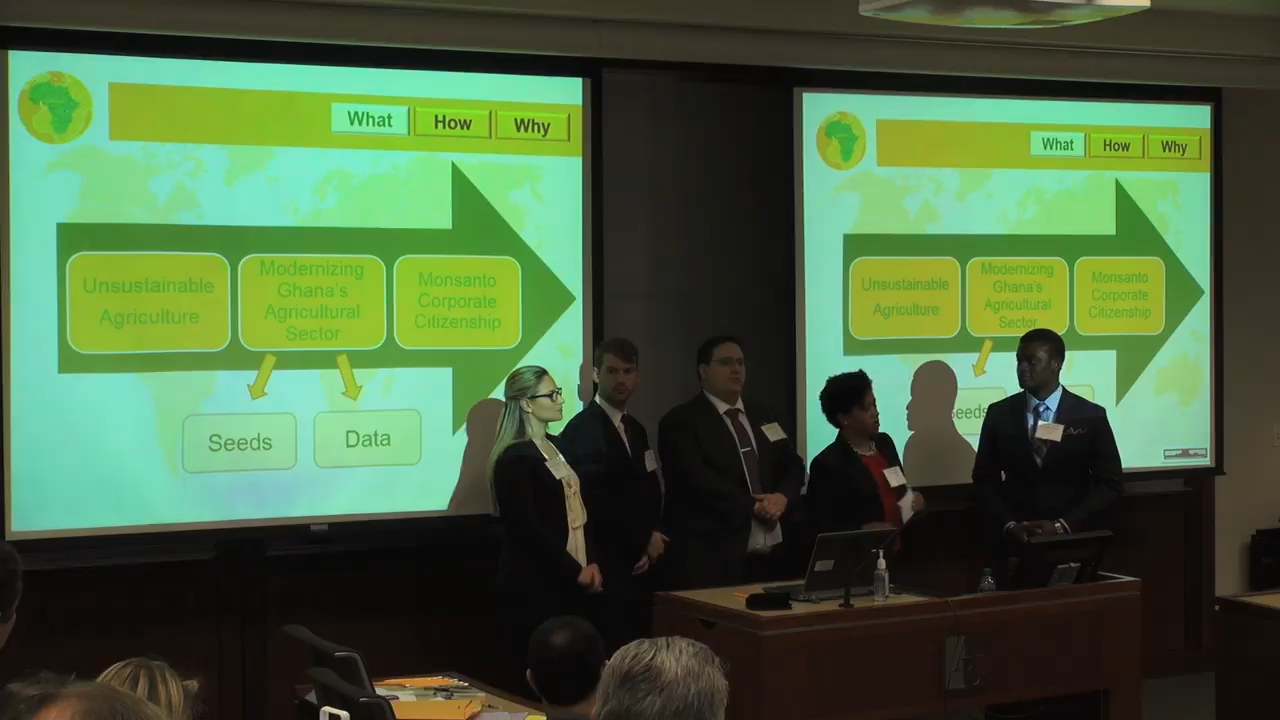 What
How
Why
Unsustainable
Agriculture
Modernizing
Ghana's
Agricultural
Sector
Monsanto
Corporate
Citizenship
Seeds
Data
What
How
Why
Unsustainable
Agriculture
Modernizing
Ghana's
Agricultural
Sector
Monsanto
Corporate
Citizenship
Seeds